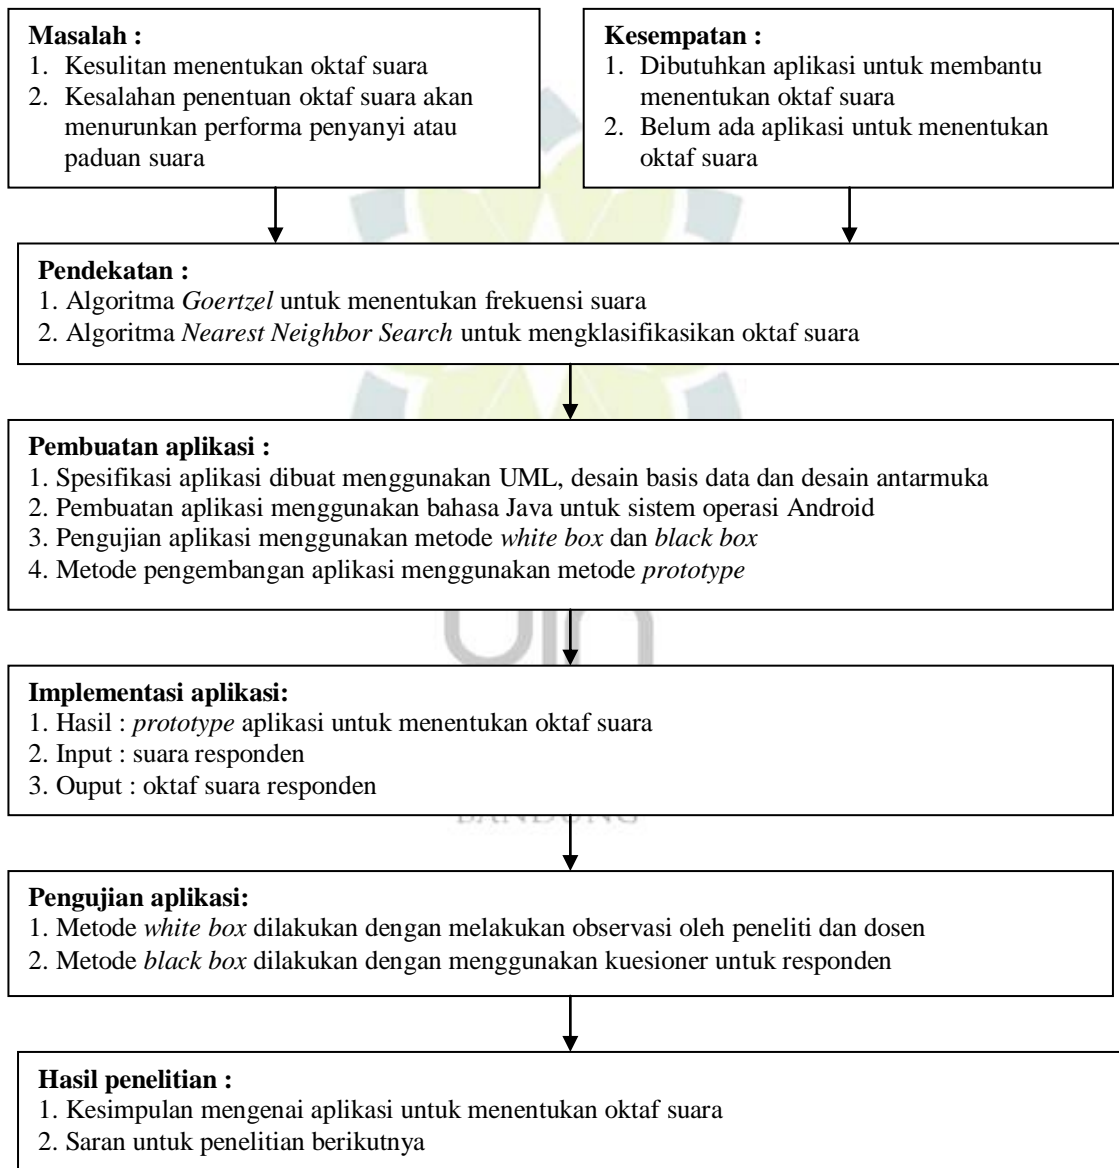 Masalah :
1. Kesulitan menentukan oktaf suara
2. Kesalahan penentuan oktaf suara akan
menurunkan performa penyanyi atau
paduan suara
Kesempatan :
1. Dibutuhkan aplikasi untuk membantu
menentukan oktaf suara
2. Belum ada aplikasi untuk menentukan
oktaf suara
Pendekatan :
1. Algoritma Goertzel untuk menentukan frekuensi suara
2. Algoritma Nearest Neighbor Search untuk mengklasifikasikan oktaf suara
Pembuatan aplikasi :
1. Spesifikasi aplikasi dibuat menggunakan UML, desain basis data dan desain antarmuka
2. Pembuatan aplikasi menggunakan bahasa Java untuk sistem operasi Android
3. Pengujian aplikasi menggunakan metode white box dan black box
4. Metode pengembangan aplikasi menggunakan metode prototype
uin
Implementasi aplikasi:
1. Hasil : prototype aplikasi untuk menentukan oktaf suara
2. Input : suara responden
3. Ouput : oktaf suara responden
BANDUNG
Pengujian aplikasi:
1. Metode white box dilakukan dengan melakukan observasi oleh peneliti dan dosen
2. Metode black box dilakukan dengan menggunakan kuesioner untuk responden
Hasil penelitian :
1. Kesimpulan mengenai aplikasi untuk menentukan oktaf suara
2. Saran untuk penelitian berikutnya